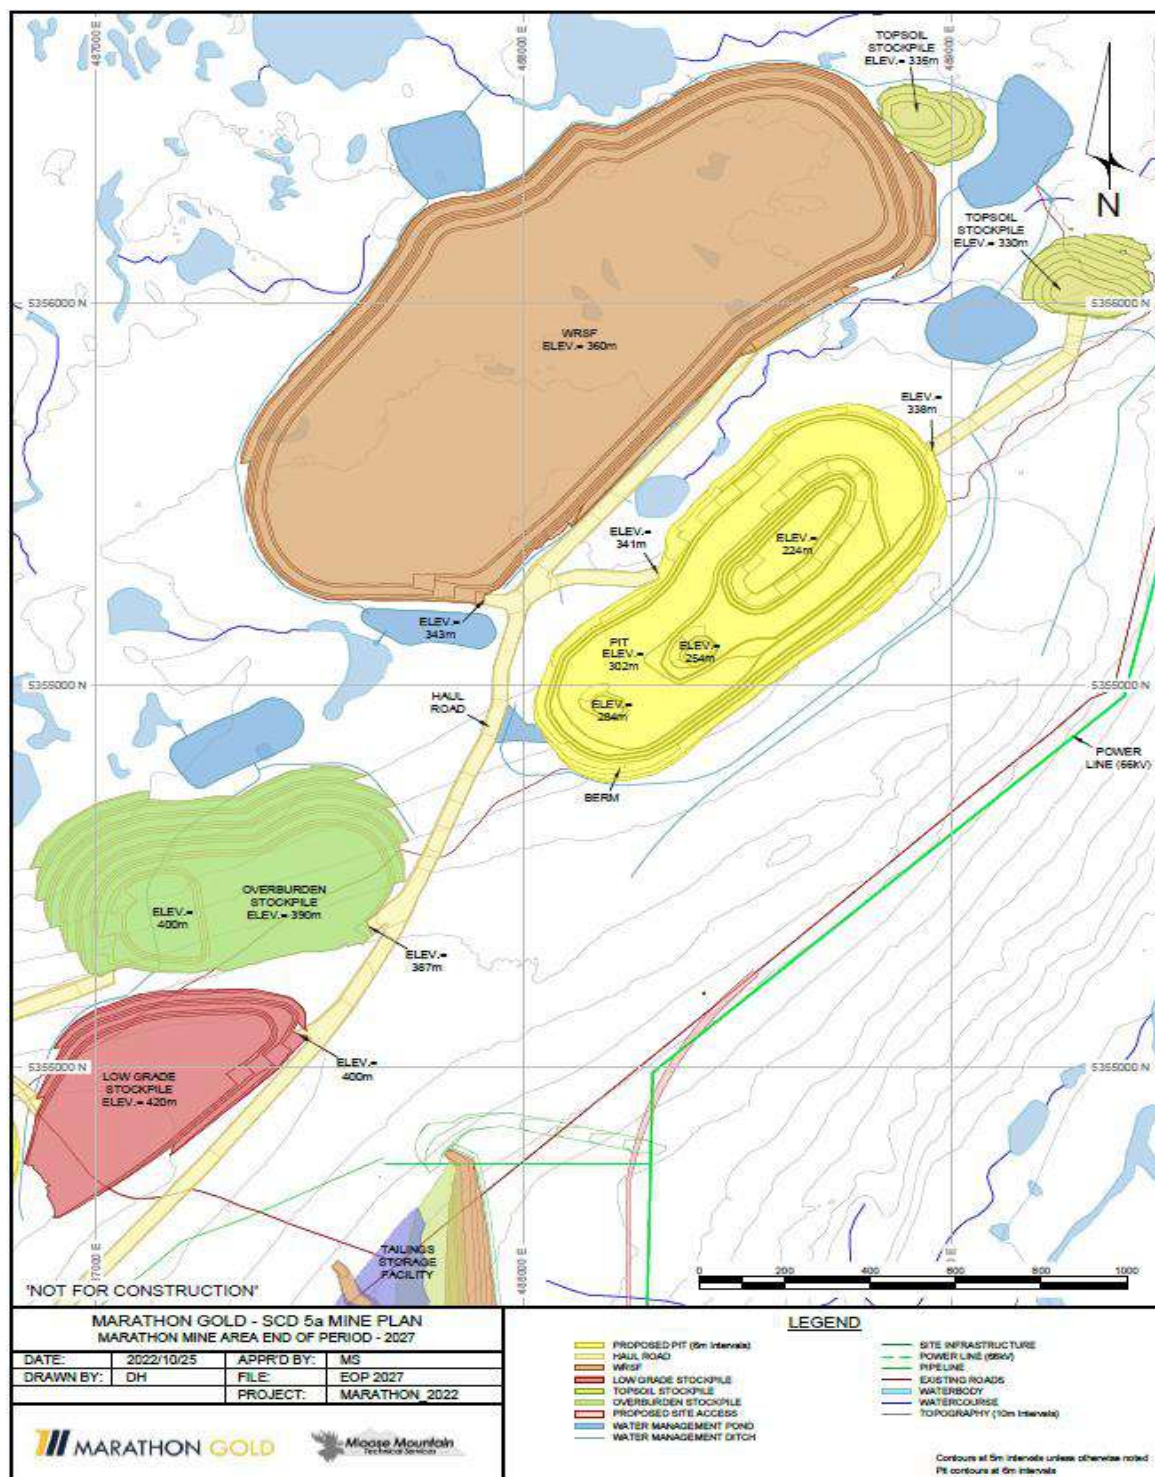 487000 E
488000 E
489000 E
TOPSOIL
STOCKPILE
ELEV.= 335m
N
TOPSOIL
STOCKPILE
ELEV.= 330m
5356000 N
5356000 N
WRSF
ELEV.= 360m
ELEV.=
338m
ELEV.=
341m
ELEV.=
224m
ELEV.=
343m
PIT
ELEV.=
302m
ELEV.=
254m
5355000 N
5355000 N
HAUL
ROAD
ELEV.=
284m
POWER
LINE (66kV)
BERM
OVERBURDEN
STOCKPILE
ELEV.= 390m
ELEV.=
400m
ELEV.=
387m
5355000 N
5355000 N
ELEV.=
400m
LOW GRADE
STOCKPILE
ELEV.= 420m
TAILINGS
STORAGE
FACILITY
488000 E
0 200 400 600 800 1000
"NOT FOR CONSTRUCTION"
MARATHON GOLD - SCD 5a MINE PLAN
MARATHON MINE AREA END OF PERIOD - 2027
DATE: 2022/10/25 APPR'D BY: MS
DRAWN BY: DH FILE: EOP 2027
PROJECT: MARATHON_2022
MARATHON GOLD
Moose Mountain
Technical Services
LEGEND
PROPOSED PIT (6m Intervals)
HAUL ROAD
WRSF
LOW GRADE STOCKPILE
TOPSOIL STOCKPILE
OVERBURDEN STOCKPILE
PROPOSED SITE ACCESS
WATER MANAGEMENT POND
WATER MANAGEMENT DITCH
SITE INFRASTRUCTURE
POWER LINE (66kV)
PIPELINE
EXISTING ROADS
WATERBODY
WATERCOURSE
TOPOGRAPHY (10m Intervals)
Contours at 5m intervals unless otherwise noted
Pit contours at 6m intervals